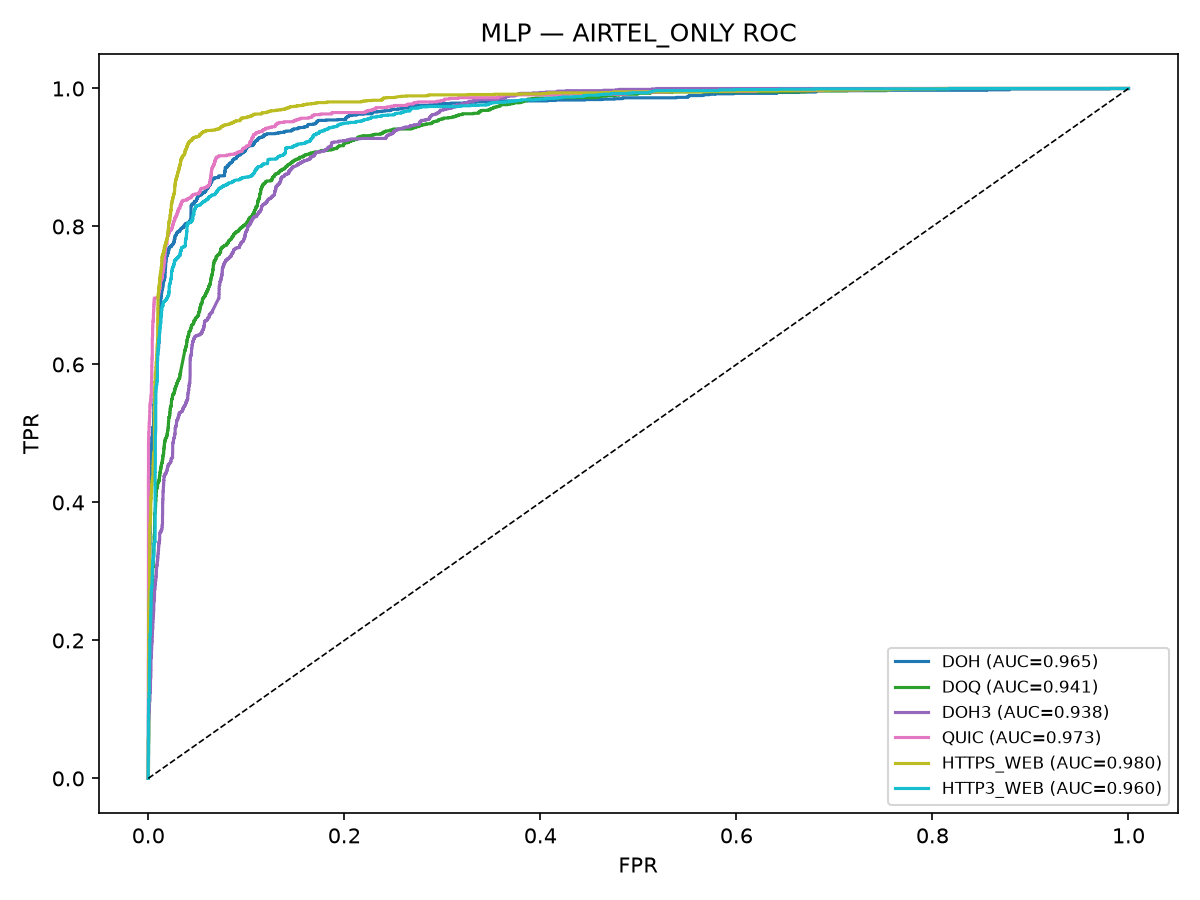 MLP — AIRTEL_ONLY ROC
1.0
0.8
0.6
0.4
0.2
0.0
TPR
0.0 0.2 0.4 0.6 0.8 1.0
FPR
DOH (AUC=0.965)
DOQ (AUC=0.941)
DOH3 (AUC=0.938)
QUIC (AUC=0.973)
HTTPS_WEB (AUC=0.980)
HTTP3_WEB (AUC=0.960)